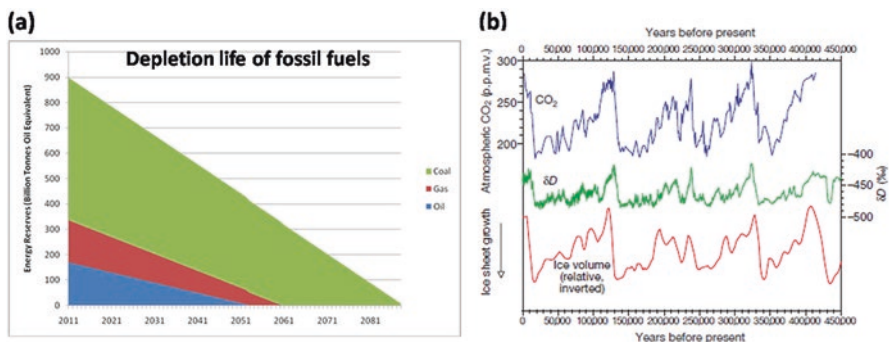 (a)
Depletion life of fossil fuels
Energy Reserves (Billion Tonnes Oil Equivalent)
1000
900
800
700
600
500
400
300
200
100
0
2011 2021 2031 2041 2051 2061 2071 2081
Coal
Gas
Oil
(b)
Years before present
0 50,000 100,000 150,000 200,000 250,000 300,000 350,000 400,000 450,000
Atmospheric CO2 (p.p.m.v.)
300
250
200
CO2
δD
−400
−450
−500
δD (‰)
Ice sheet growth
Ice volume
(relative,
inverted)
0 50,000 100,000 150,000 200,000 250,000 300,000 350,000 400,000 450,000
Years before present